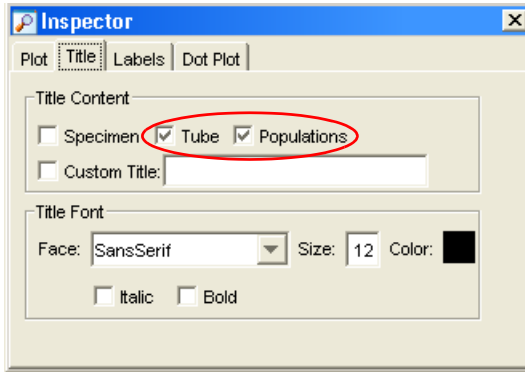 Inspector
Plot Title Labels Dot Plot
Title Content
Specimen Tube Populations
Custom Title:
Title Font
Face: SansSerif Size: 12 Color:
Italic Bold